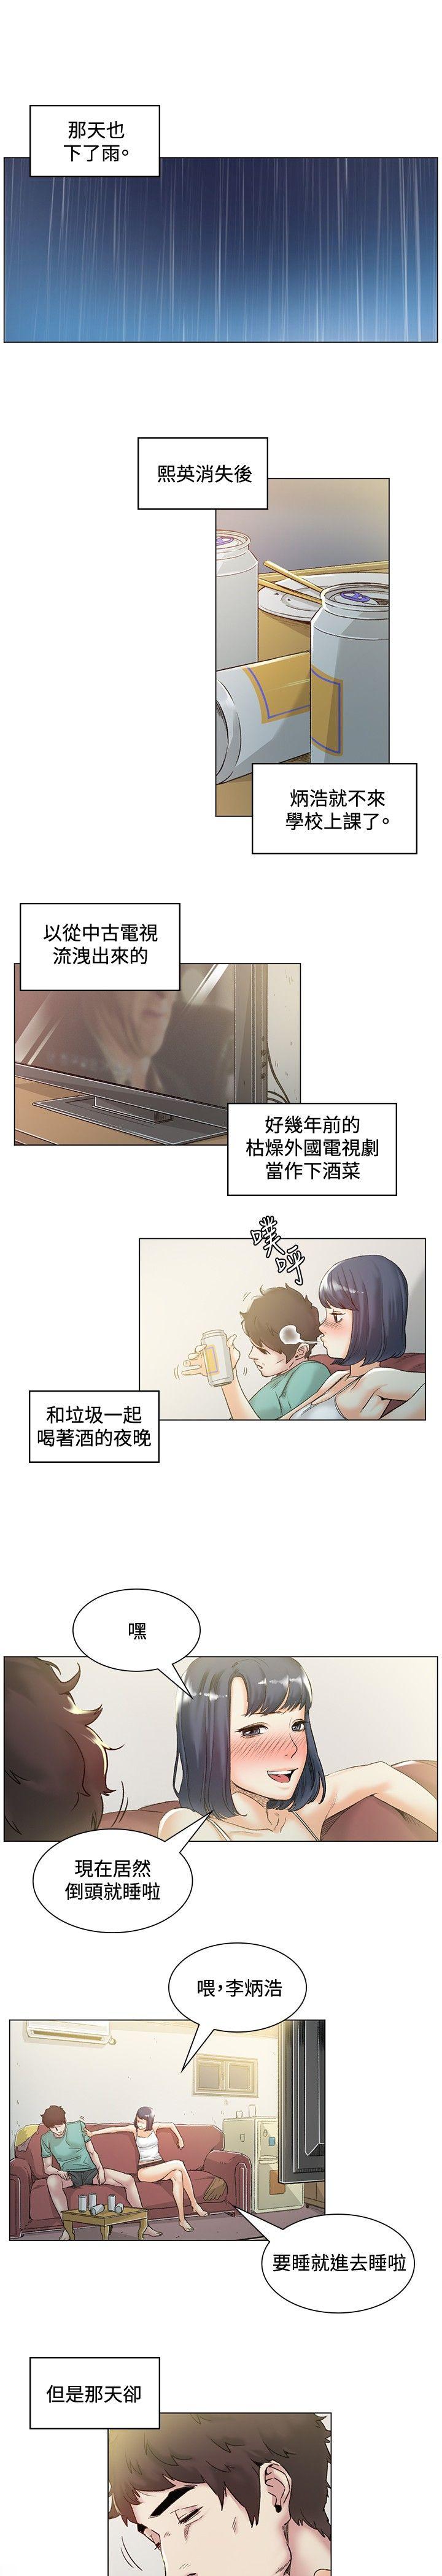 那天也
下了雨。
熙英消失後
炳浩就不來
學校上課了。
以從中古電視
流洩出來的
好幾年前的
枯燥外國電視劇
當作下酒菜
噗呼
和垃圾一起
喝著酒的夜晚
嘿
現在居然
倒頭就睡啦
喂，李炳浩
要睡就進去睡啦
但是那天卻